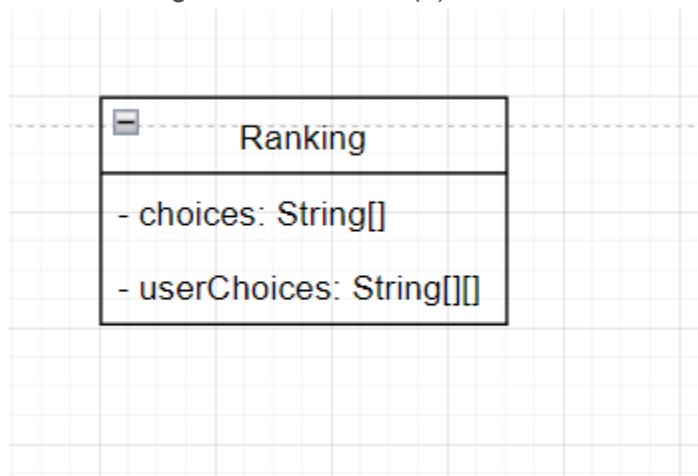 Ranking
- choices: String[]
- userChoices: String[][]